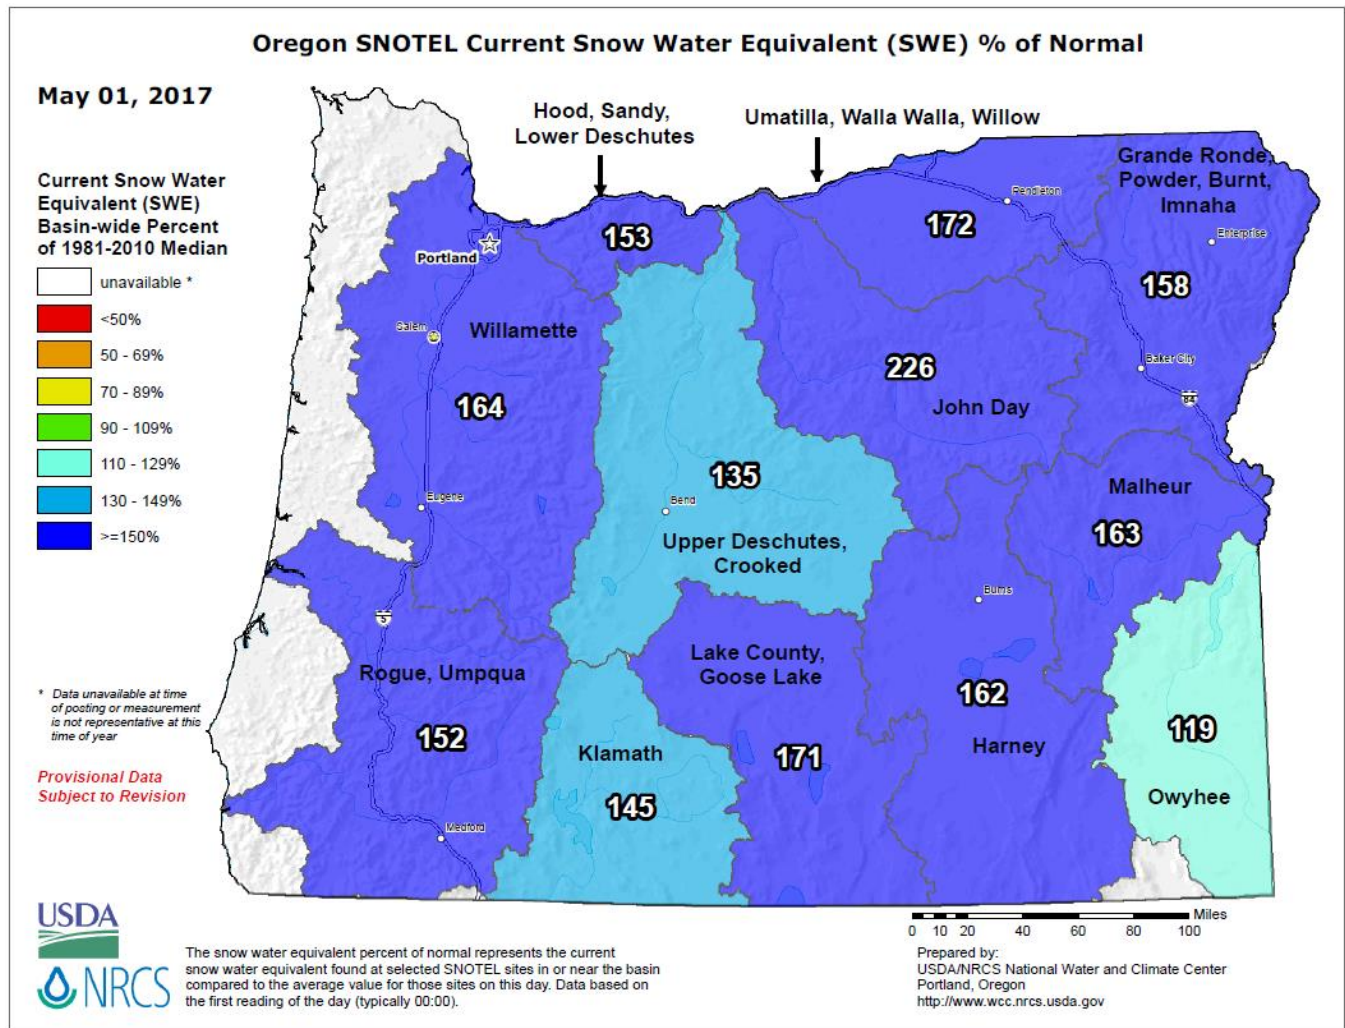 Oregon SNOTEL Current Snow Water Equivalent (SWE) % of Normal
May 01, 2017
Current Snow Water
Equivalent (SWE)
Basin-wide Percent
of 1981-2010 Median
unavailable *
<50%
50 - 69%
70 - 89%
90 - 109%
110 - 129%
130 - 149%
>=150%
* Data unavailable at time
of posting or measurement
is not representative at this
time of year
Provisional Data
Subject to Revision
Hood, Sandy,
Lower Deschutes
Umatilla, Walla Walla, Willow
Grande Ronde,
Powder, Burnt,
Imnaha
Pendleton
Enterprise
172
153
158
Portland
Salem
Willamette
164
226
John Day
Baker City
84
135
Bend
Upper Deschutes,
Crooked
Eugene
Malheur
163
Burns
5
Rogue, Umpqua
152
Medford
Lake County,
Goose Lake
171
Klamath
145
162
Harney
119
Owyhee
Miles
0 10 20 40 60 80 100
USDA
NRCS
The snow water equivalent percent of normal represents the current
snow water equivalent found at selected SNOTEL sites in or near the basin
compared to the average value for those sites on this day. Data based on
the first reading of the day (typically 00:00).
Prepared by:
USDA/NRCS National Water and Climate Center
Portland, Oregon
http://www.wcc.nrcs.usda.gov